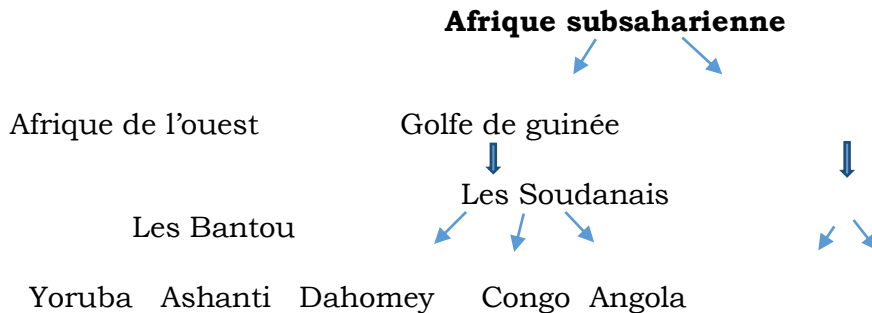 Afrique subsaharienne
Afrique de l’ouest Golfe de guinée
Les Soudanais
Les Bantou
Yoruba Ashanti Dahomey Congo Angola